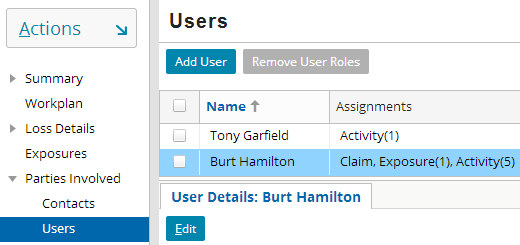 Actions
Summary
Workplan
Loss Details
Exposures
Parties Involved
Contacts
Users
Users
Add User
Remove User Roles
Name Assignments
Tony Garfield Activity(1)
Burt Hamilton Claim, Exposure(1), Activity(5)
User Details: Burt Hamilton
Edit